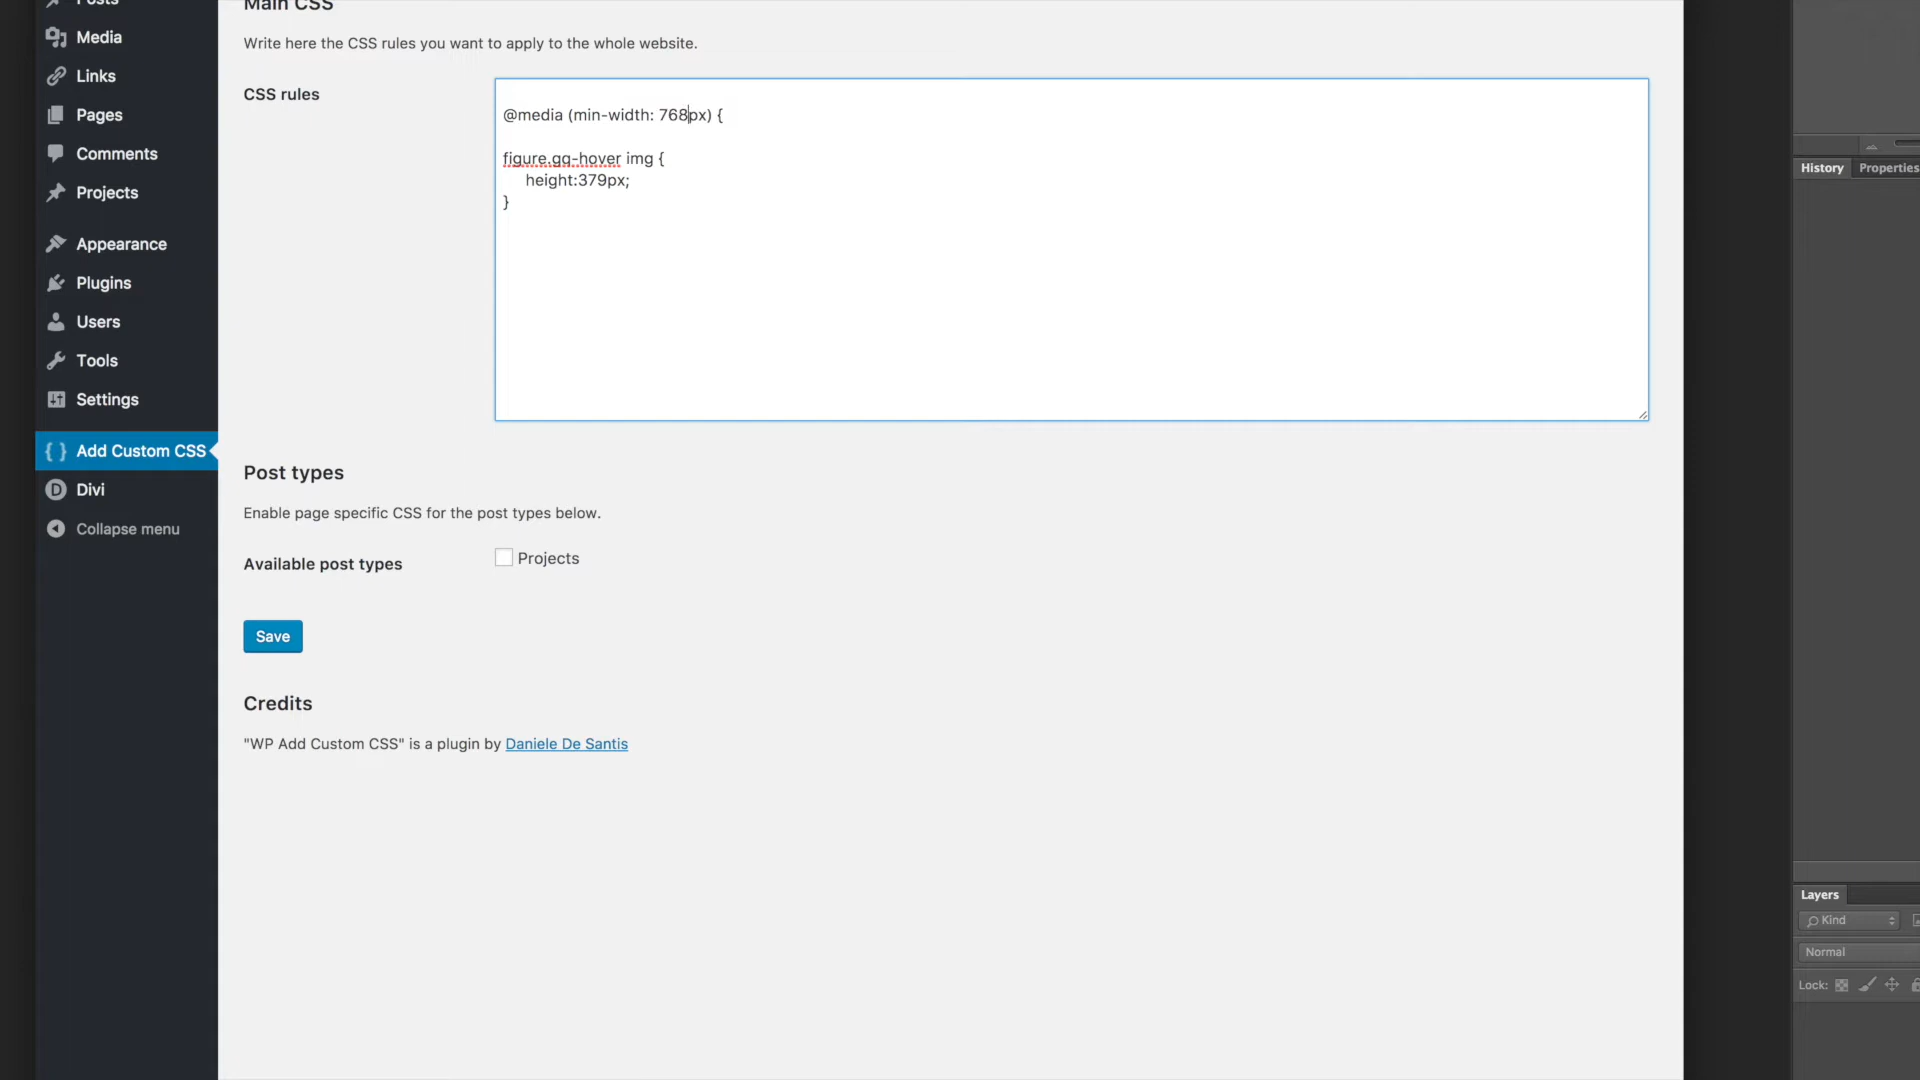 Posts
Media
Links
Pages
Comments
Projects
Appearance
Plugins
Users
Tools
Settings
{ } Add Custom CSS
Divi
Collapse menu
Main CSS
Write here the CSS rules you want to apply to the whole website.
CSS rules
@media (min-width: 768px) {
figure.gg-hover img {
height:379px;
}
Post types
Enable page specific CSS for the post types below.
Available post types
Projects
Save
Credits
"WP Add Custom CSS" is a plugin by Daniele De Santis
History Properties
Layers
Kind
Normal
Lock: